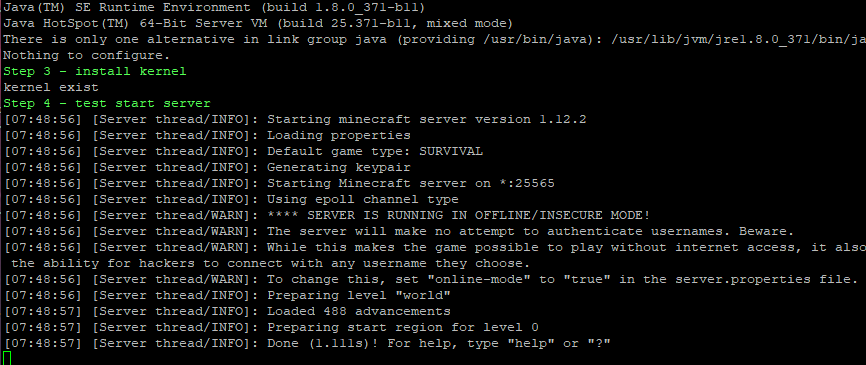 Java(TM) SE Runtime Environment (build 1.8.0_371-b11)
Java HotSpot(TM) 64-Bit Server VM (build 25.371-b11, mixed mode)
There is only one alternative in link group java (providing /usr/bin/java): /usr/lib/jvm/jre1.8.0_371/bin/ja
Nothing to configure.
Step 3 - install kernel
kernel exist
Step 4 - test start server
[07:48:56] [Server thread/INFO]: Starting minecraft server version 1.12.2
[07:48:56] [Server thread/INFO]: Loading properties
[07:48:56] [Server thread/INFO]: Default game type: SURVIVAL
[07:48:56] [Server thread/INFO]: Generating keypair
[07:48:56] [Server thread/INFO]: Starting Minecraft server on *:25565
[07:48:56] [Server thread/INFO]: Using epoll channel type
[07:48:56] [Server thread/WARN]: **** SERVER IS RUNNING IN OFFLINE/INSECURE MODE!
[07:48:56] [Server thread/WARN]: The server will make no attempt to authenticate usernames. Beware.
[07:48:56] [Server thread/WARN]: While this makes the game possible to play without internet access, it also
the ability for hackers to connect with any username they choose.
[07:48:56] [Server thread/WARN]: To change this, set "online-mode" to "true" in the server.properties file.
[07:48:56] [Server thread/INFO]: Preparing level "world"
[07:48:57] [Server thread/INFO]: Loaded 488 advancements
[07:48:57] [Server thread/INFO]: Preparing start region for level 0
[07:48:57] [Server thread/INFO]: Done (1.111s)! For help, type "help" or "?"